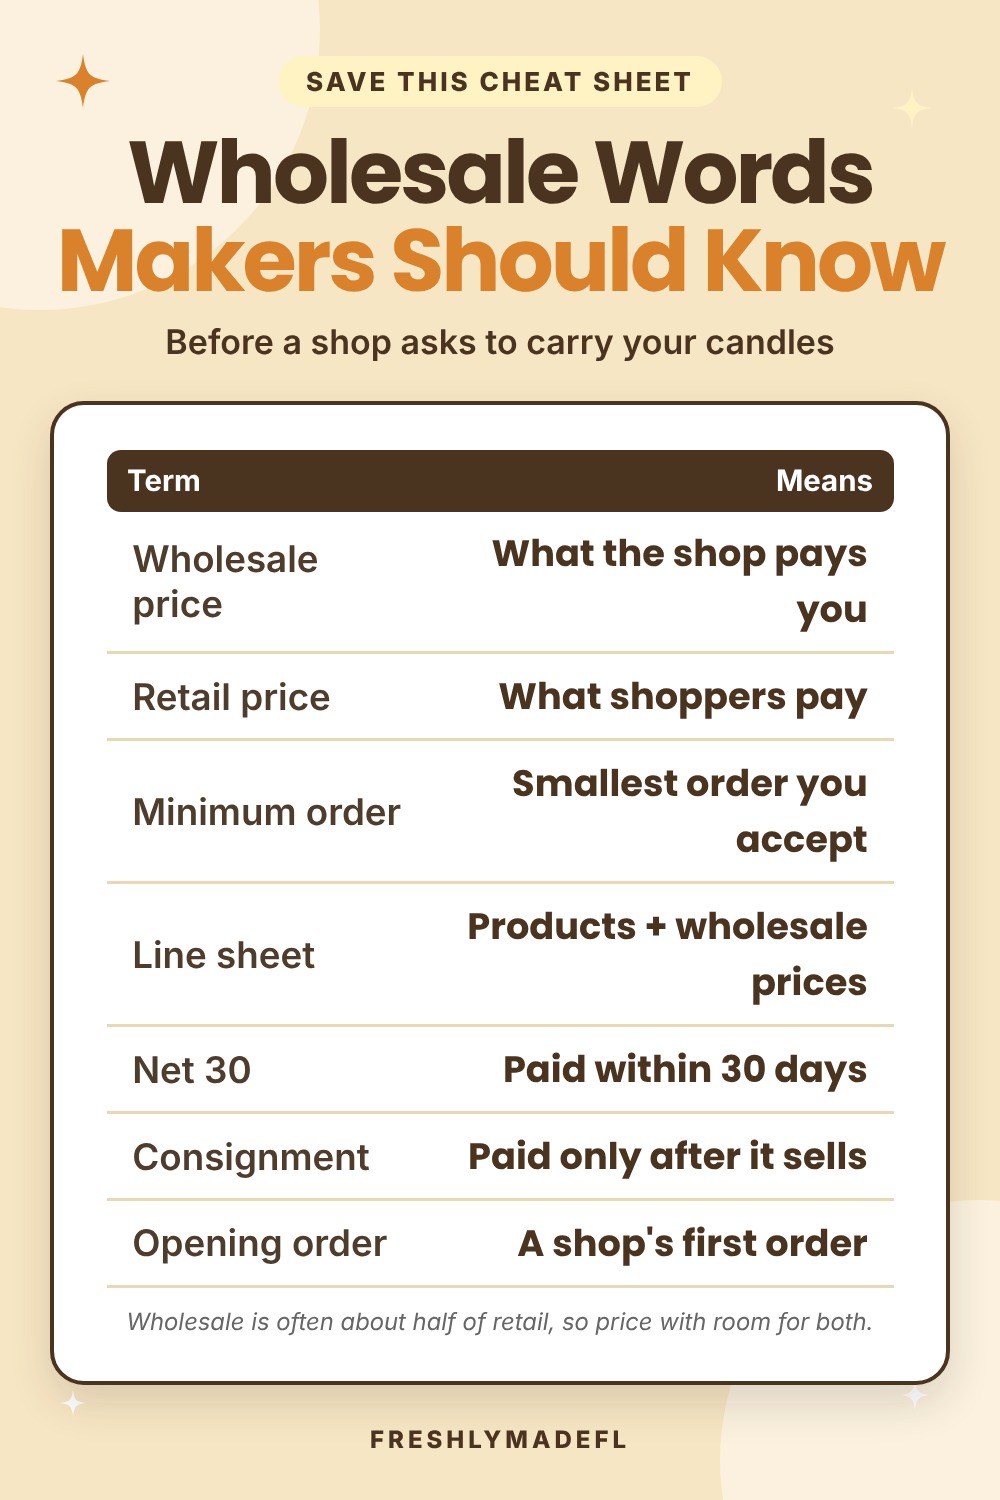 SAVE THIS CHEAT SHEET
Wholesale Words
Makers Should Know
Before a shop asks to carry your candles
Term Means
Wholesale price What the shop pays you
Retail price What shoppers pay
Minimum order Smallest order you accept
Line sheet Products + wholesale prices
Net 30 Paid within 30 days
Consignment Paid only after it sells
Opening order A shop's first order
Wholesale is often about half of retail, so price with room for both.
FRESHLYMADEFL